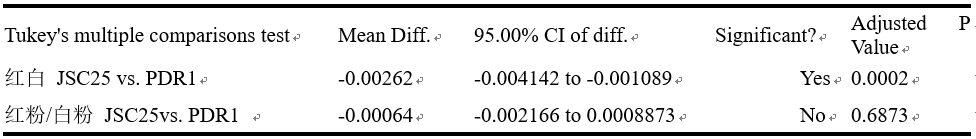 Tukey's multiple comparisons test Mean Diff. 95.00% CI of diff. Significant? Adjusted P
Value
红白 JSC25 vs. PDR1 -0.00262 -0.004142 to -0.001089 Yes 0.0002
红粉/白粉 JSC25vs. PDR1 -0.00064 -0.002166 to 0.0008873 No 0.6873